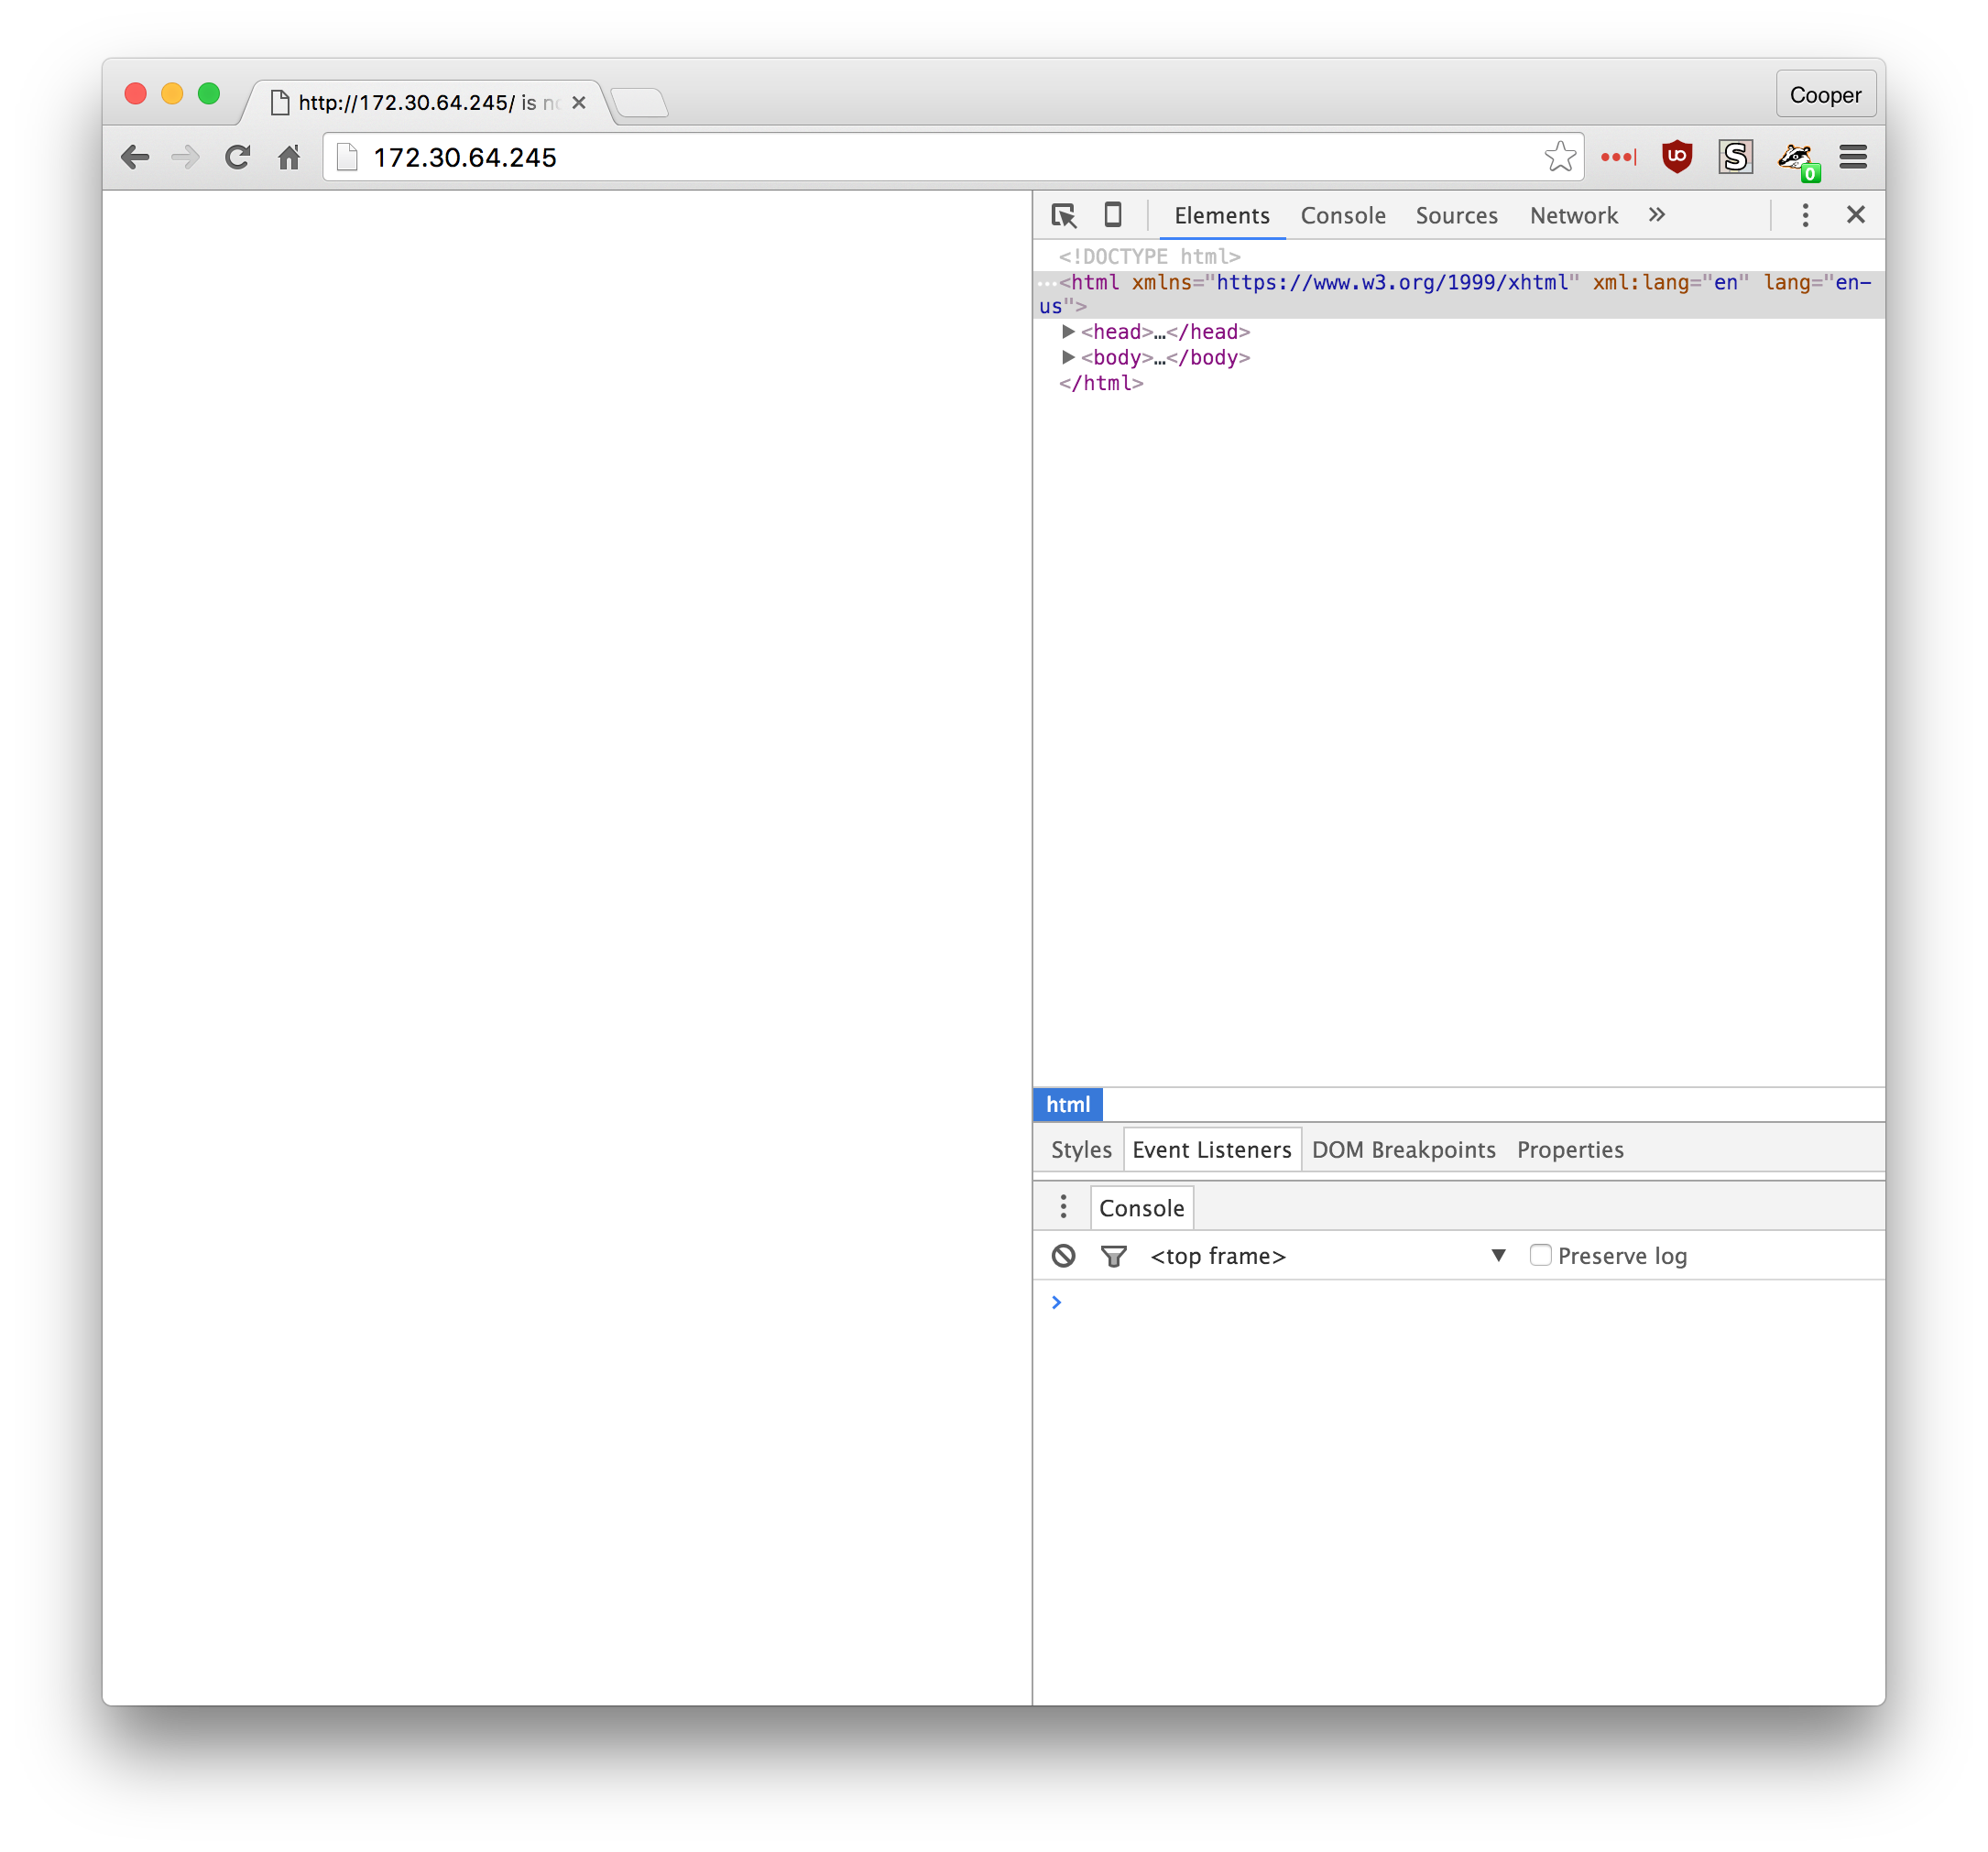 http://172.30.64.245/ is
Cooper
172.30.64.245
S
0
Elements Console Sources Network »
<!DOCTYPE html>
…<html xmlns="https://www.w3.org/1999/xhtml" xml:lang="en" lang="en-
us">
<head>…</head>
<body>…</body>
</html>
html
Styles Event Listeners DOM Breakpoints Properties
Console
<top frame> Preserve log
>